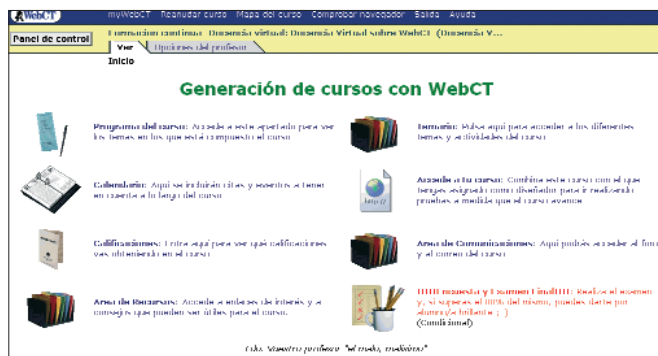 WebCT
myWebCT Reanudar curso Mapa del curso Comprobar navegador Salida Ayuda
Panel de control
Formación continua Docencia virtual: Docencia Virtual sobre WebCT (Docencia V...
Ver Opciones del profesor
Inicio
Generación de cursos con WebCT
Programa del curso: Accede a este apartado para ver
los temas en los que está compuesto el curso
Temario: Pulsa aquí para acceder a los diferentes
temas y actividades del curso
Calendario: Aquí se incluirán citas y eventos a tener
en cuenta a lo largo del curso
Accede a tu curso: Combina este curso con el que
tengas asignado como diseñador para ir realizando
pruebas a medida que el curso avance
http://
Calificaciones: Entra aquí para ver qué calificaciones
vas obteniendo en el curso
Area de Comunicaciones: Aquí podrás acceder al foro
y al correo del curso
Area de Recursos: Accede a enlaces de interés y a
consejos que pueden ser útiles para el curso.
y Examen Final!!!!: Realiza el examen
y, si superas el 80% del mismo, puedes darte por
alumno/a brillante ; )
(Condicional)
Fdo. Vuestro profesor "el malo, malísimo"